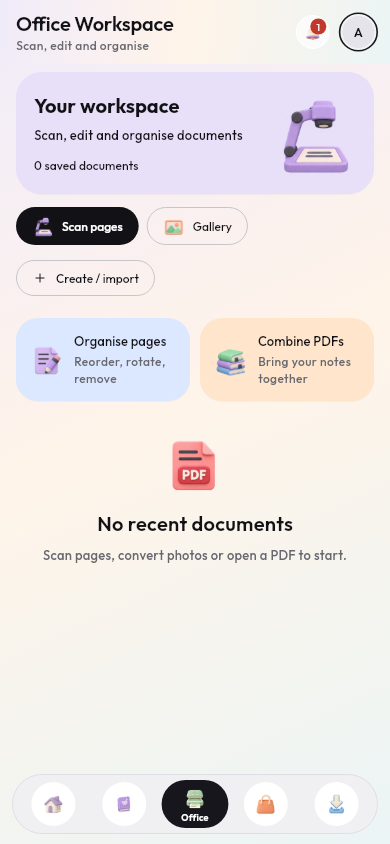 Office Workspace
Scan, edit and organise
1
A
Your workspace
Scan, edit and organise documents
0 saved documents
Scan pages
Gallery
+ Create / import
Organise pages
Reorder, rotate,
remove
Combine PDFs
Bring your notes
together
PDF
No recent documents
Scan pages, convert photos or open a PDF to start.
Office